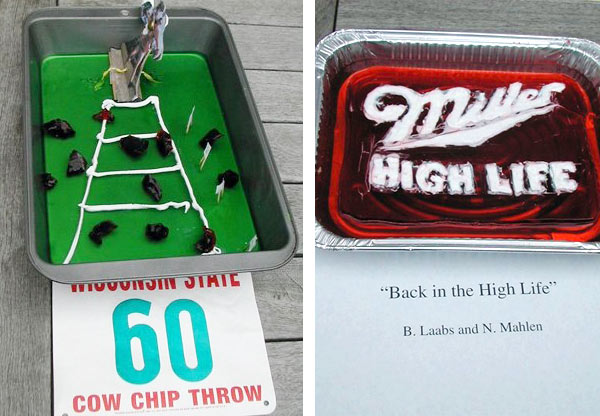 WISCONSIN STATE
60
COW CHIP THROW
Miller
HIGH LIFE
“Back in the High Life”
B. Laabs and N. Mahlen